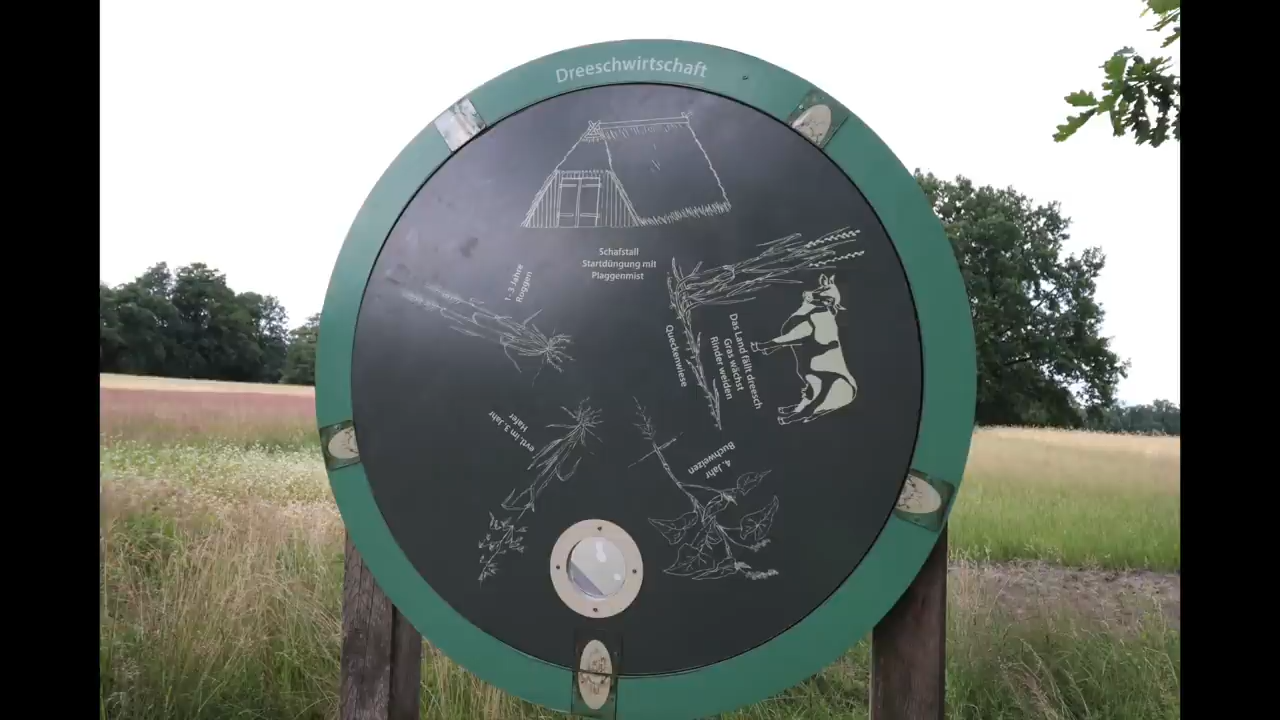 Dreeschwirtschaft
Schafstall
Startdüngung mit
Plaggenmist
1.-3 Jahre
Roggen
Das Land fällt dreesch
Gras wächst
Rinder weiden
Queckenwiese
4. Jahr
Buchweizen
evtl. im 3. Jahr
Hafer